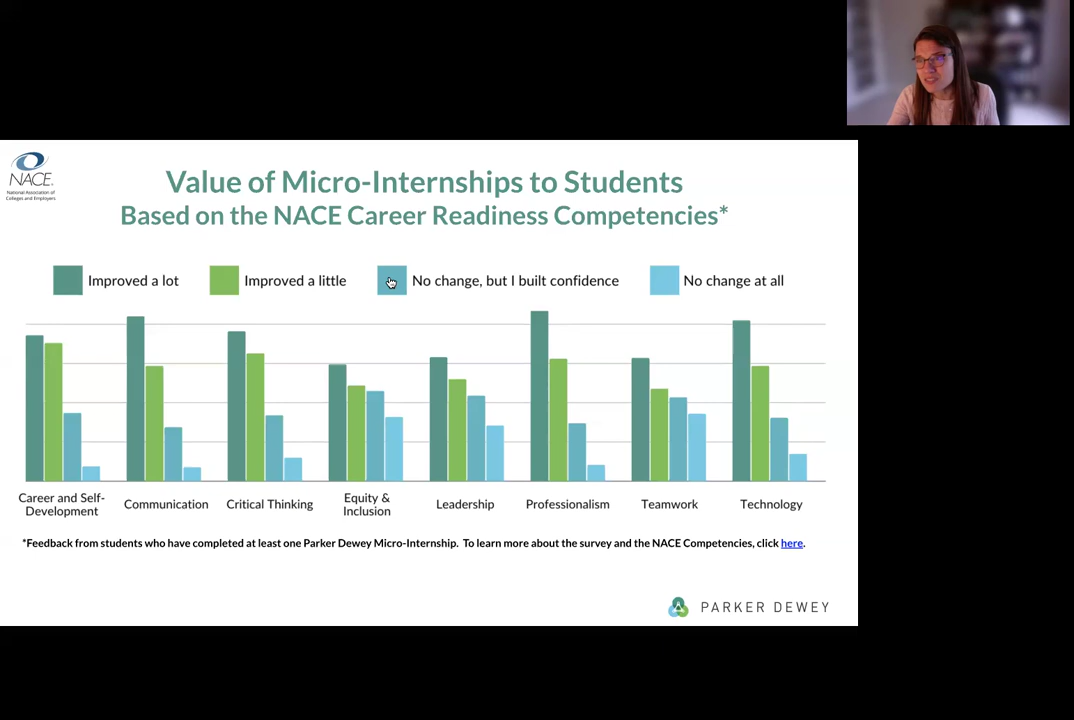 NACE
National Association of
Colleges and Employers
Value of Micro-Internships to Students
Based on the NACE Career Readiness Competencies*
Improved a lot
Improved a little
No change, but I built confidence
No change at all
Career and Self-
Development
Communication
Critical Thinking
Equity &
Inclusion
Leadership
Professionalism
Teamwork
Technology
*Feedback from students who have completed at least one Parker Dewey Micro-Internship. To learn more about the survey and the NACE Competencies, click here.
PARKER DEWEY